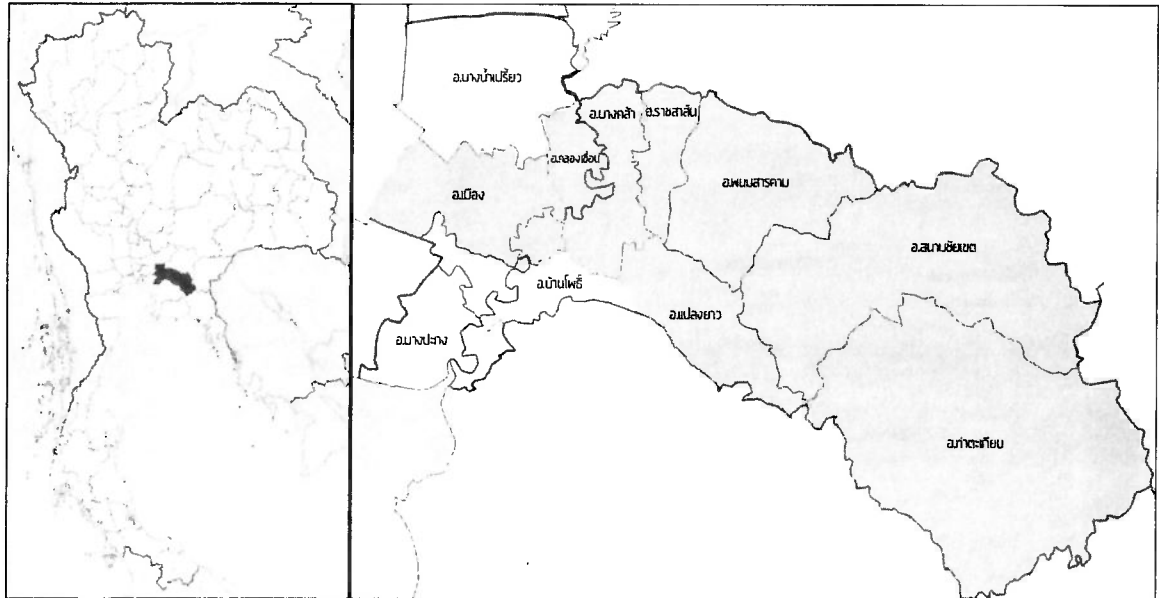 อ.บางน้ำเปรี้ยว
อ.บางคล้า
อ.ราชสาส์น
อ.คลองเขื่อน
อ.พนมสารคาม
อ.เมือง
อ.สนามชัยเขต
อ.บ้านโพธิ์
อ.แปลงยาว
อ.บางปะกง
อ.ท่าตะเกียบ